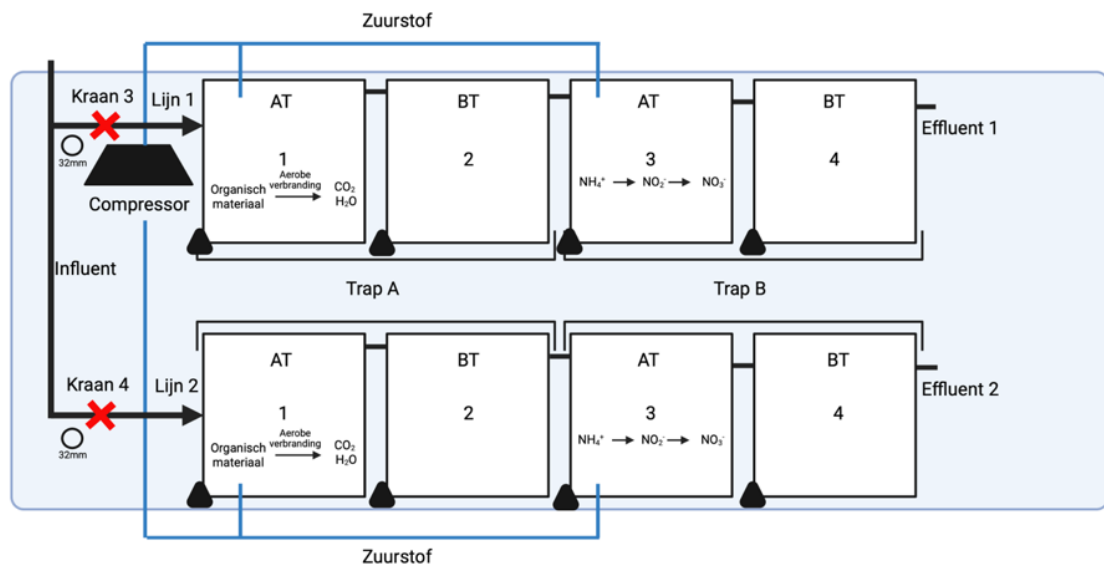 Zuurstof
Kraan 3
Lijn 1
32mm
Compressor
AT
1
Organisch
materiaal
Aerobe
verbranding
CO₂
H₂O
BT
2
AT
3
NH₄⁺ → NO₂⁻ → NO₃⁻
BT
4
Effluent 1
Influent
Trap A
Trap B
Kraan 4
Lijn 2
32mm
AT
1
Organisch
materiaal
Aerobe
verbranding
CO₂
H₂O
BT
2
AT
3
NH₄⁺ → NO₂⁻ → NO₃⁻
BT
4
Effluent 2
Zuurstof